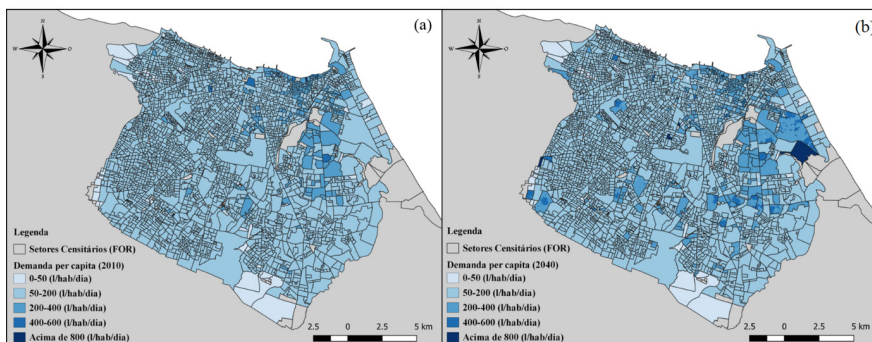 (a)
N
W
O
S
Legenda
Setores Censitários (FOR)
Demanda per capita (2010)
0-50 (l/hab/dia)
50-200 (l/hab/dia)
200-400 (l/hab/dia)
400-600 (l/hab/dia)
Acima de 800 (l/hab/dia)
2.5 0 2.5 5 km
(b)
N
W
O
S
Legenda
Setores Censitários (FOR)
Demanda per capita (2040)
0-50 (l/hab/dia)
50-200 (l/hab/dia)
200-400 (l/hab/dia)
400-600 (l/hab/dia)
Acima de 800 (l/hab/dia)
2.5 0 2.5 5 km